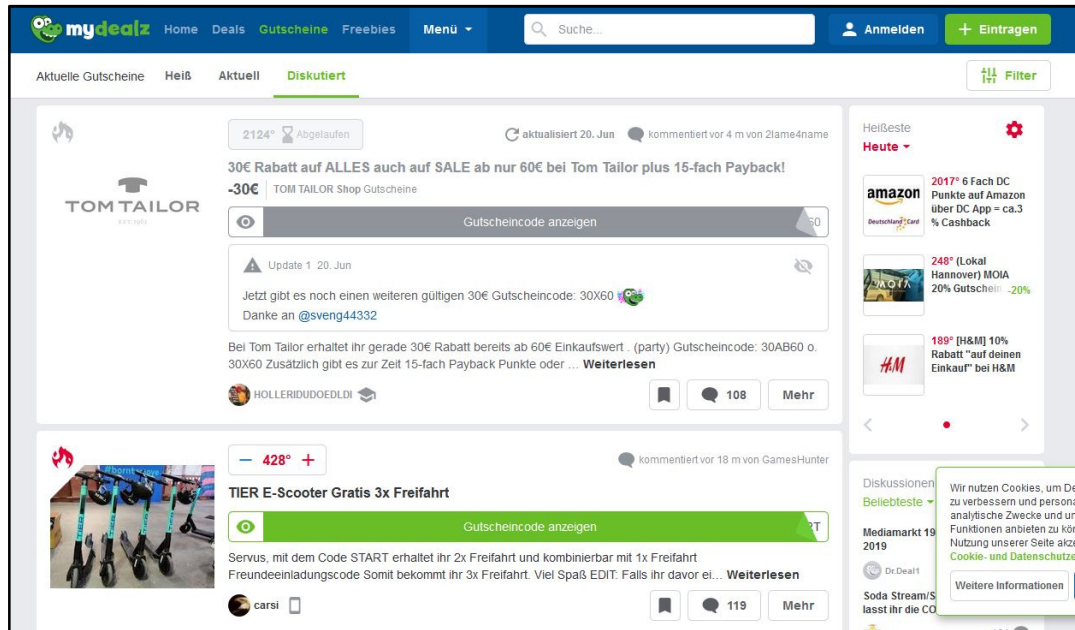 mydealz Home Deals Gutscheine Freebies Menü Suche... Anmelden + Eintragen
Aktuelle Gutscheine Heiß Aktuell Diskutiert Filter
2124° Abgelaufen aktualisiert 20. Jun kommentiert vor 4 m von 2lame4name
30€ Rabatt auf ALLES auch auf SALE ab nur 60€ bei Tom Tailor plus 15-fach Payback!
-30€ TOM TAILOR Shop Gutscheine
TOM TAILOR
Gutscheincode anzeigen 60
Update 1 20. Jun
Jetzt gibt es noch einen weiteren gültigen 30€ Gutscheincode: 30X60
Danke an @sveng44332
Bei Tom Tailor erhaltet ihr gerade 30€ Rabatt bereits ab 60€ Einkaufswert . (party) Gutscheincode: 30AB60 o.
30X60 Zusätzlich gibt es zur Zeit 15-fach Payback Punkte oder ... Weiterlesen
HOLLERIDUDOEDLDI 108 Mehr
− 428° + kommentiert vor 18 m von GamesHunter
TIER E-Scooter Gratis 3x Freifahrt
Gutscheincode anzeigen RT
Servus, mit dem Code START erhaltet ihr 2x Freifahrt und kombinierbar mit 1x Freifahrt
Freundeeinladungscode Somit bekommt ihr 3x Freifahrt. Viel Spaß EDIT: Falls ihr davor ei... Weiterlesen
carsi 119 Mehr
TIER
Heißeste
Heute
amazon
DeutschlandCard
2017° 6 Fach DC
Punkte auf Amazon
über DC App = ca.3
% Cashback
MOIA
248° (Lokal
Hannover) MOIA
20% Gutschein -20%
H&M
189° [H&M] 10%
Rabatt "auf deinen
Einkauf" bei H&M
Diskussionen
Beliebteste
Mediamarkt 19
2019
Dr.Deal1
Soda Stream/S
lasst ihr die CO
Wir nutzen Cookies, um De
zu verbessern und persona
analytische Zwecke und um
Funktionen anbieten zu kö
Nutzung unserer Seite akze
Cookie- und Datenschutze
Weitere Informationen